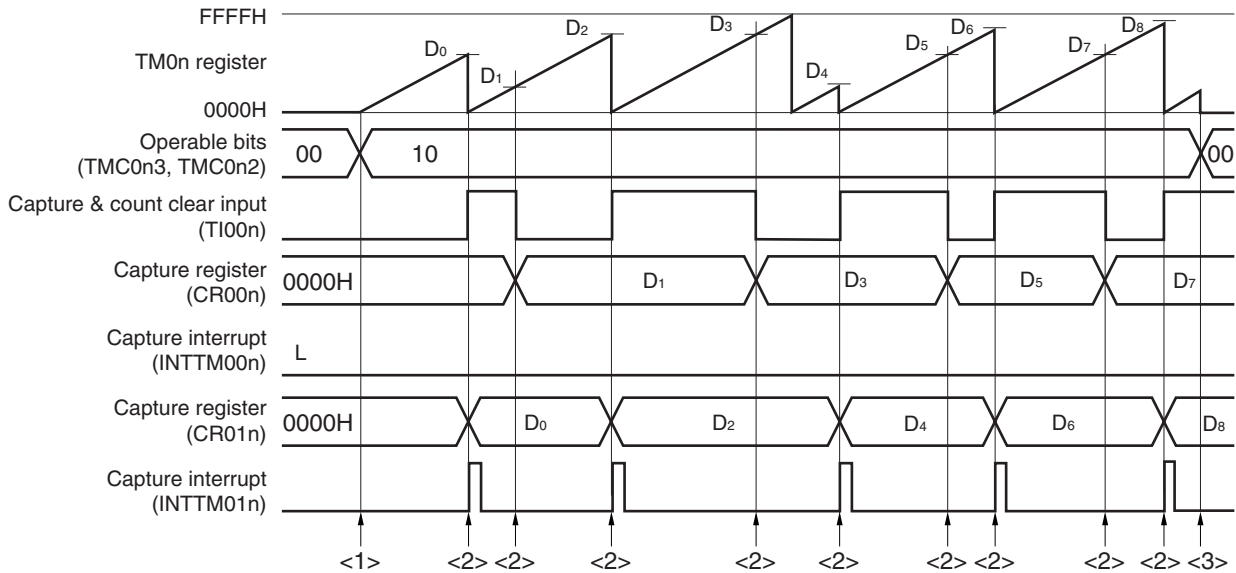 FFFFH
TM0n register
0000H
D0 D1 D2 D3 D4 D5 D6 D7 D8
Operable bits
(TMC0n3, TMC0n2)
00 10 00
Capture & count clear input
(TI00n)
Capture register
(CR00n)
0000H D1 D3 D5 D7
Capture interrupt
(INTTM00n)
L
Capture register
(CR01n)
0000H D0 D2 D4 D6 D8
Capture interrupt
(INTTM01n)
<1> <2> <2> <2> <2> <2> <2> <2> <2> <2> <3>